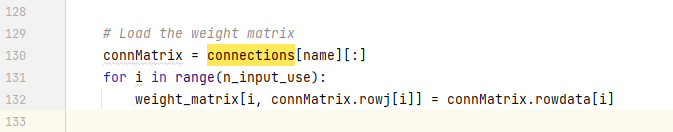 128
129 # Load the weight matrix
130 connMatrix = connections[name][:]
131 for i in range(n_input_use):
132 weight_matrix[i, connMatrix.rowj[i]] = connMatrix.rowdata[i]
133